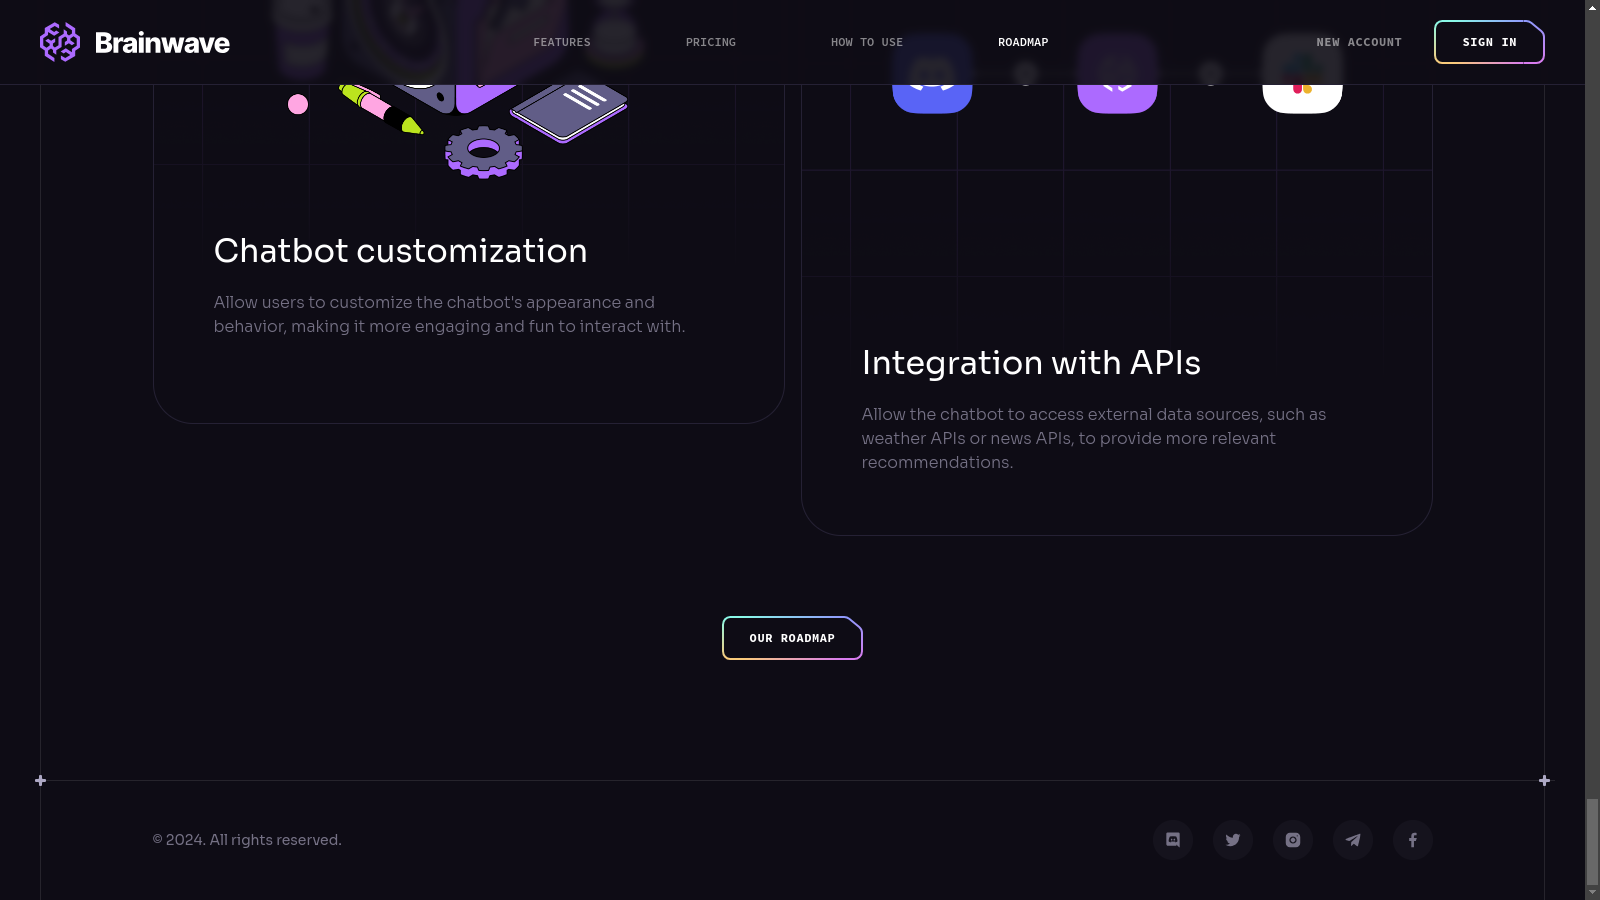 Brainwave
FEATURES
PRICING
HOW TO USE
ROADMAP
NEW ACCOUNT
SIGN IN
Chatbot customization
Allow users to customize the chatbot's appearance and
behavior, making it more engaging and fun to interact with.
Integration with APIs
Allow the chatbot to access external data sources, such as
weather APIs or news APIs, to provide more relevant
recommendations.
OUR ROADMAP
© 2024. All rights reserved.